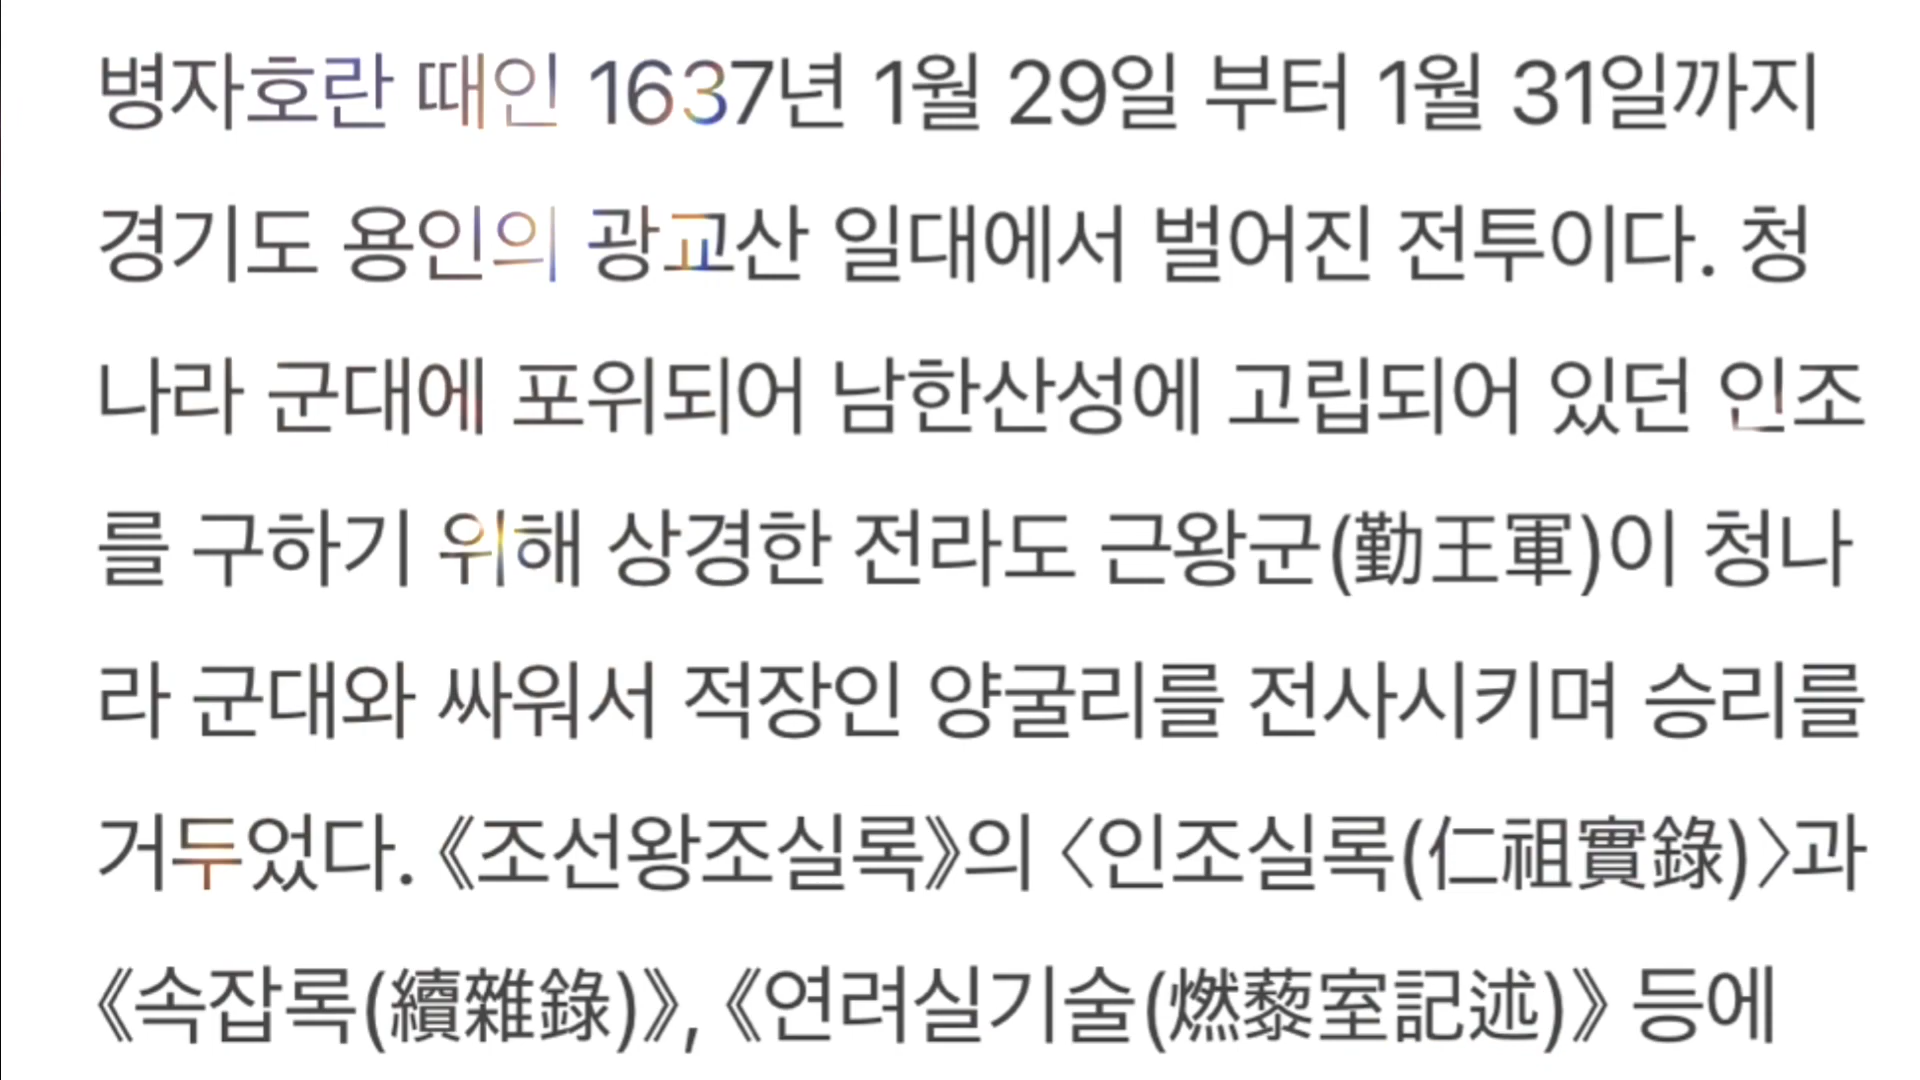 병자호란 때인 1637년 1월 29일 부터 1월 31일까지
경기도 용인의 광고산 일대에서 벌어진 전투이다. 청
나라 군대에 포위되어 남한산성에 고립되어 있던 인조
를 구하기 위해 상경한 전라도 근왕군(勤王軍)이 청나
라 군대와 싸워서 적장인 양굴리를 전사시키며 승리를
거두었다. 《조선왕조실록》의 〈인조실록(仁祖實錄)〉과
《속잡록(續雜錄)》, 《연려실기술(燃藜室記述)》 등에